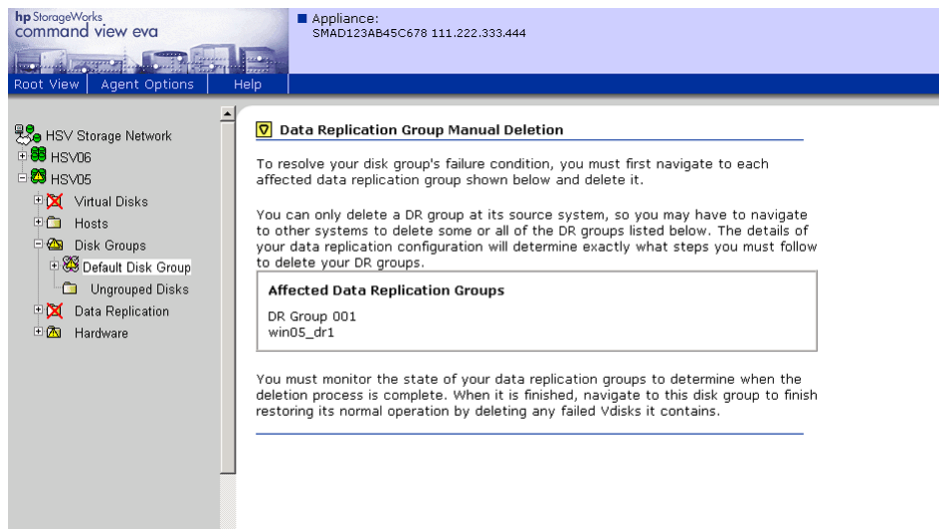 hp StorageWorks
command view eva
Appliance:
SMAD123AB45C678 111.222.333.444
Root View Agent Options Help
HSV Storage Network
HSV06
HSV05
Virtual Disks
Hosts
Disk Groups
Default Disk Group
Ungrouped Disks
Data Replication
Hardware
Data Replication Group Manual Deletion
To resolve your disk group's failure condition, you must first navigate to each
affected data replication group shown below and delete it.
You can only delete a DR group at its source system, so you may have to navigate
to other systems to delete some or all of the DR groups listed below. The details of
your data replication configuration will determine exactly what steps you must follow
to delete your DR groups.
Affected Data Replication Groups
DR Group 001
win05_dr1
You must monitor the state of your data replication groups to determine when the
deletion process is complete. When it is finished, navigate to this disk group to finish
restoring its normal operation by deleting any failed Vdisks it contains.